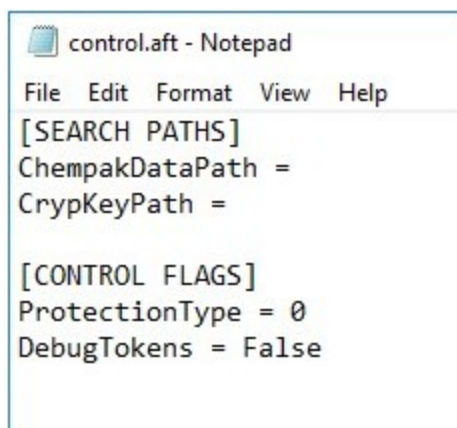 control.aft - Notepad
File Edit Format View Help
[SEARCH PATHS]
ChempakDataPath =
CrypKeyPath =
[CONTROL FLAGS]
ProtectionType = 0
DebugTokens = False